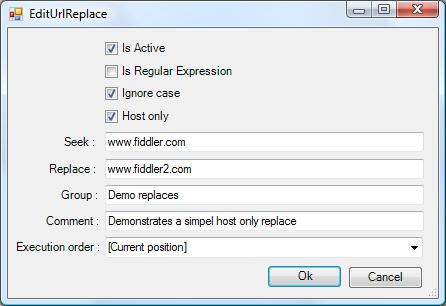 EditUrlReplace
Is Active
Is Regular Expression
Ignore case
Host only
Seek : www.fiddler.com
Replace : www.fiddler2.com
Group : Demo replaces
Comment : Demonstrates a simpel host only replace
Execution order : [Current position]
Ok Cancel